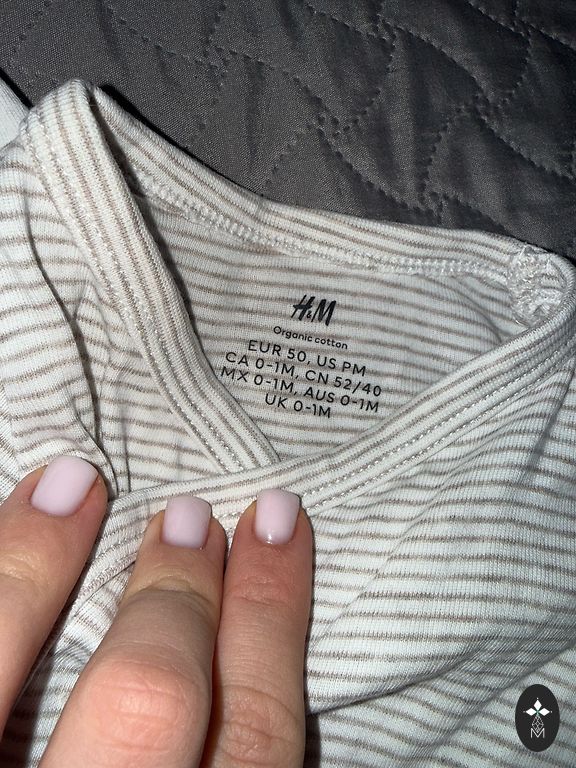 H&M
Organic cotton
EUR 50, US PM
CA 0-1M, CN 52/40
MX 0-1M, AUS 0-1M
UK 0-1M